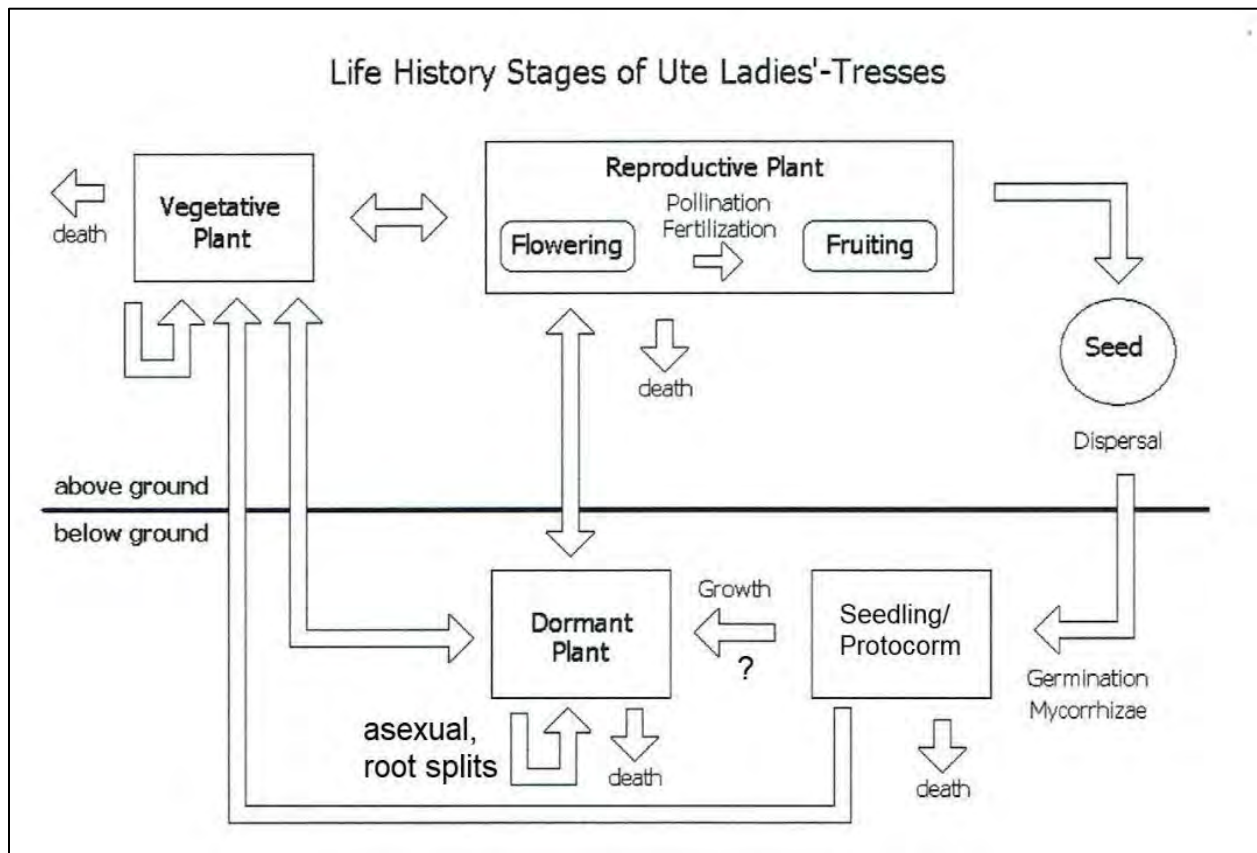 Life History Stages of Ute Ladies'-Tresses
death
Vegetative
Plant
Reproductive Plant
Pollination
Fertilization
Flowering
Fruiting
death
Seed
Dispersal
above ground
below ground
Dormant
Plant
Growth
?
Seedling/
Protocorm
Germination
Mycorrhizae
asexual,
root splits
death
death